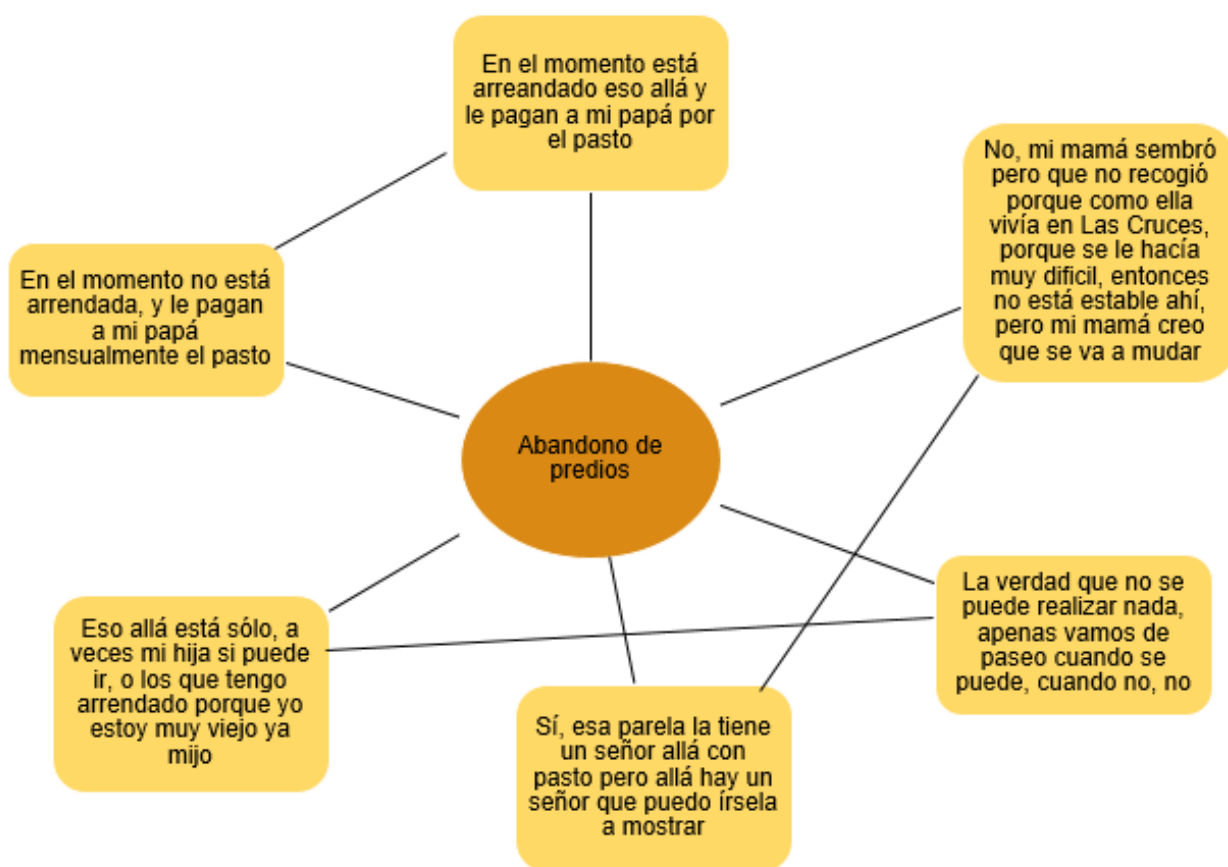 En el momento está
arreandado eso allá y
le pagan a mi papá por
el pasto
No, mi mamá sembró
pero que no recogió
porque como ella
vivía en Las Cruces,
porque se le hacía
muy dificil, entonces
no está estable ahí,
pero mi mamá creo
que se va a mudar
En el momento no está
arrendada, y le pagan
a mi papá
mensualmente el pasto
Abandono de
predios
La verdad que no se
puede realizar nada,
apenas vamos de
paseo cuando se
puede, cuando no, no
Eso allá está sólo, a
veces mi hija si puede
ir, o los que tengo
arrendado porque yo
estoy muy viejo ya
mijo
Sí, esa parela la tiene
un señor allá con
pasto pero allá hay un
señor que puedo írsela
a mostrar